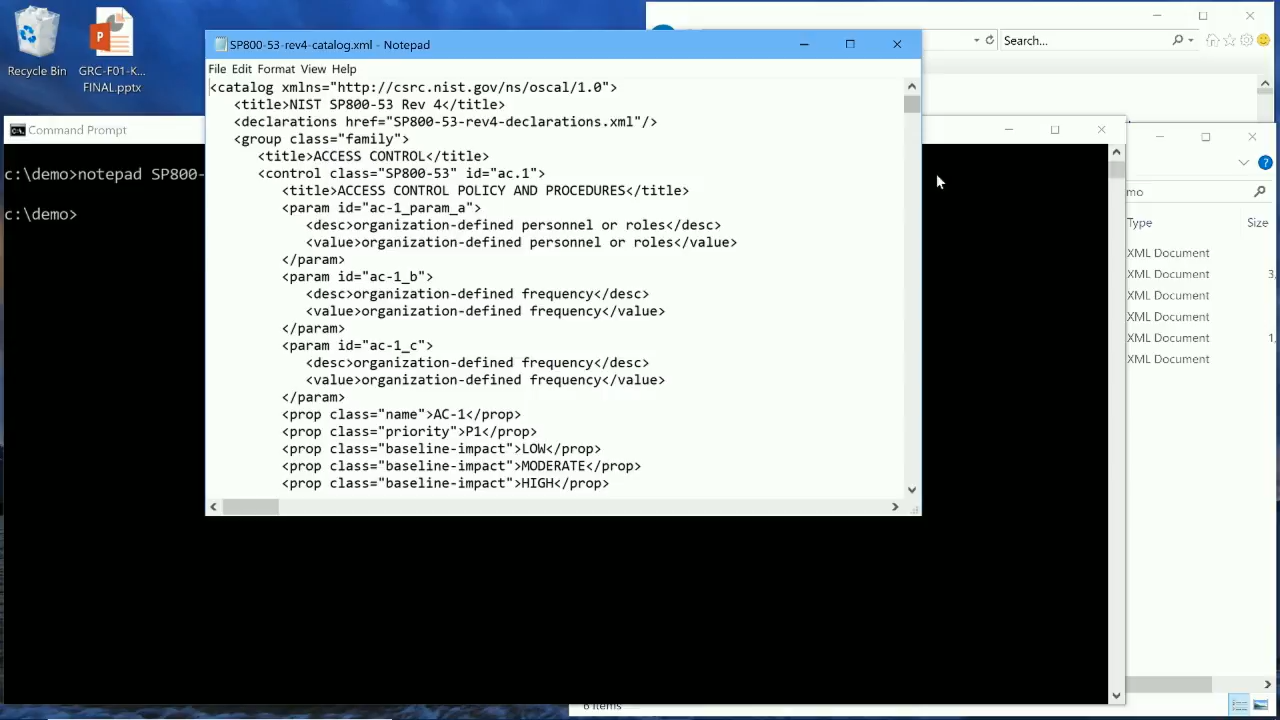 Recycle Bin
GRC-F01-K...
FINAL.pptx
Search...
SP800-53-rev4-catalog.xml - Notepad
File Edit Format View Help
<catalog xmlns="http://csrc.nist.gov/ns/oscal/1.0">
<title>NIST SP800-53 Rev 4</title>
<declarations href="SP800-53-rev4-declarations.xml"/>
<group class="family">
<title>ACCESS CONTROL</title>
<control class="SP800-53" id="ac.1">
<title>ACCESS CONTROL POLICY AND PROCEDURES</title>
<param id="ac-1_param_a">
<desc>organization-defined personnel or roles</desc>
<value>organization-defined personnel or roles</value>
</param>
<param id="ac-1_b">
<desc>organization-defined frequency</desc>
<value>organization-defined frequency</value>
</param>
<param id="ac-1_c">
<desc>organization-defined frequency</desc>
<value>organization-defined frequency</value>
</param>
<prop class="name">AC-1</prop>
<prop class="priority">P1</prop>
<prop class="baseline-impact">LOW</prop>
<prop class="baseline-impact">MODERATE</prop>
<prop class="baseline-impact">HIGH</prop>
Command Prompt
c:\demo>notepad SP800-
c:\demo>
mo
Type Size
XML Document
XML Document 3,
XML Document
XML Document
XML Document 1,
XML Document
6 items